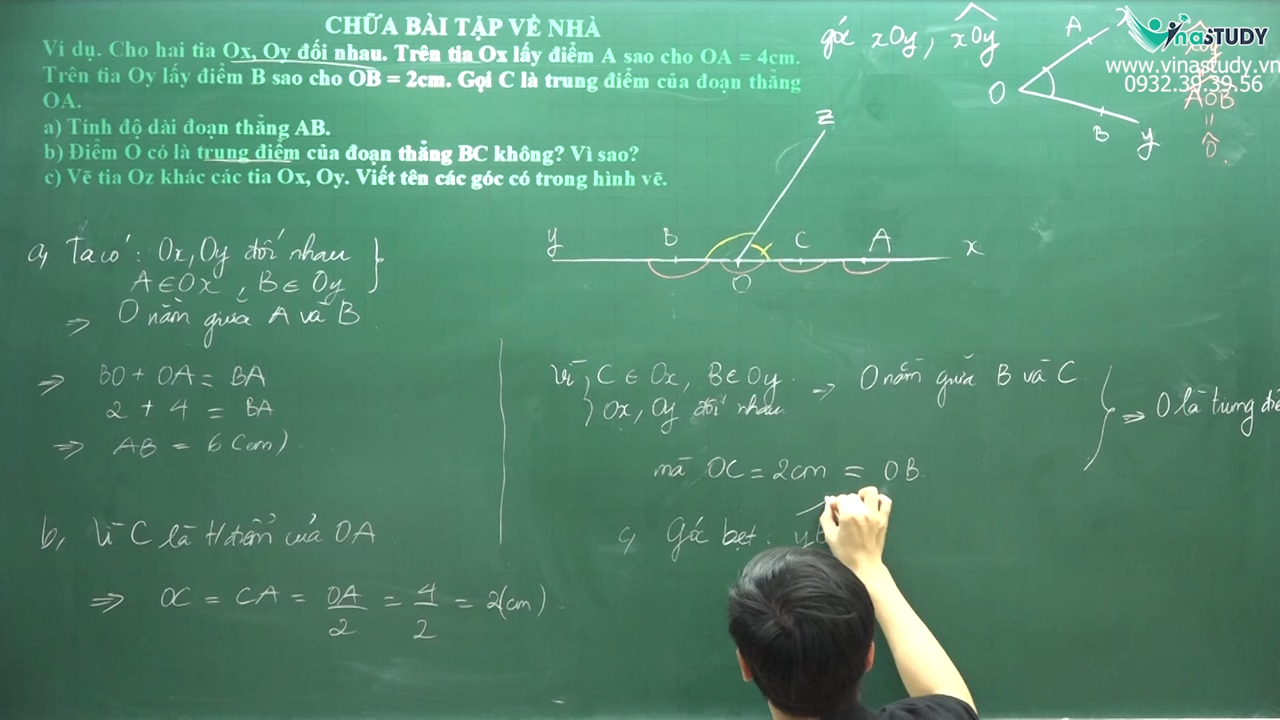 CHỮA BÀI TẬP VỀ NHÀ
Ví dụ. Cho hai tia Ox, Oy đối nhau. Trên tia Ox lấy điểm A sao cho OA = 4cm.
Trên tia Oy lấy điểm B sao cho OB = 2cm. Gọi C là trung điểm của đoạn thẳng
OA.
a) Tính độ dài đoạn thẳng AB.
b) Điểm O có là trung điểm của đoạn thẳng BC không? Vì sao?
c) Vẽ tia Oz khác các tia Ox, Oy. Viết tên các góc có trong hình vẽ.
góc xOy, xOy
A
O
B
y
VinaSTUDY
www.vinastudy.vn
0932.39.39.56
AOB
=
O
z
y B C A x
O
a, Ta có: Ox, Oy đối nhau
A ∈ Ox, B ∈ Oy
⇒ O nằm giữa A và B
⇒ BO + OA = BA
2 + 4 = BA
⇒ AB = 6 (cm)
b, Vì C là t/điểm của OA
⇒ OC = CA = OA/2 = 4/2 = 2(cm)
Vì C ∈ Ox, B ∈ Oy ⇒ O nằm giữa B và C
Ox, Oy đối nhau
⇒ O là trung
mà OC = 2cm = OB
c, Góc bẹt: